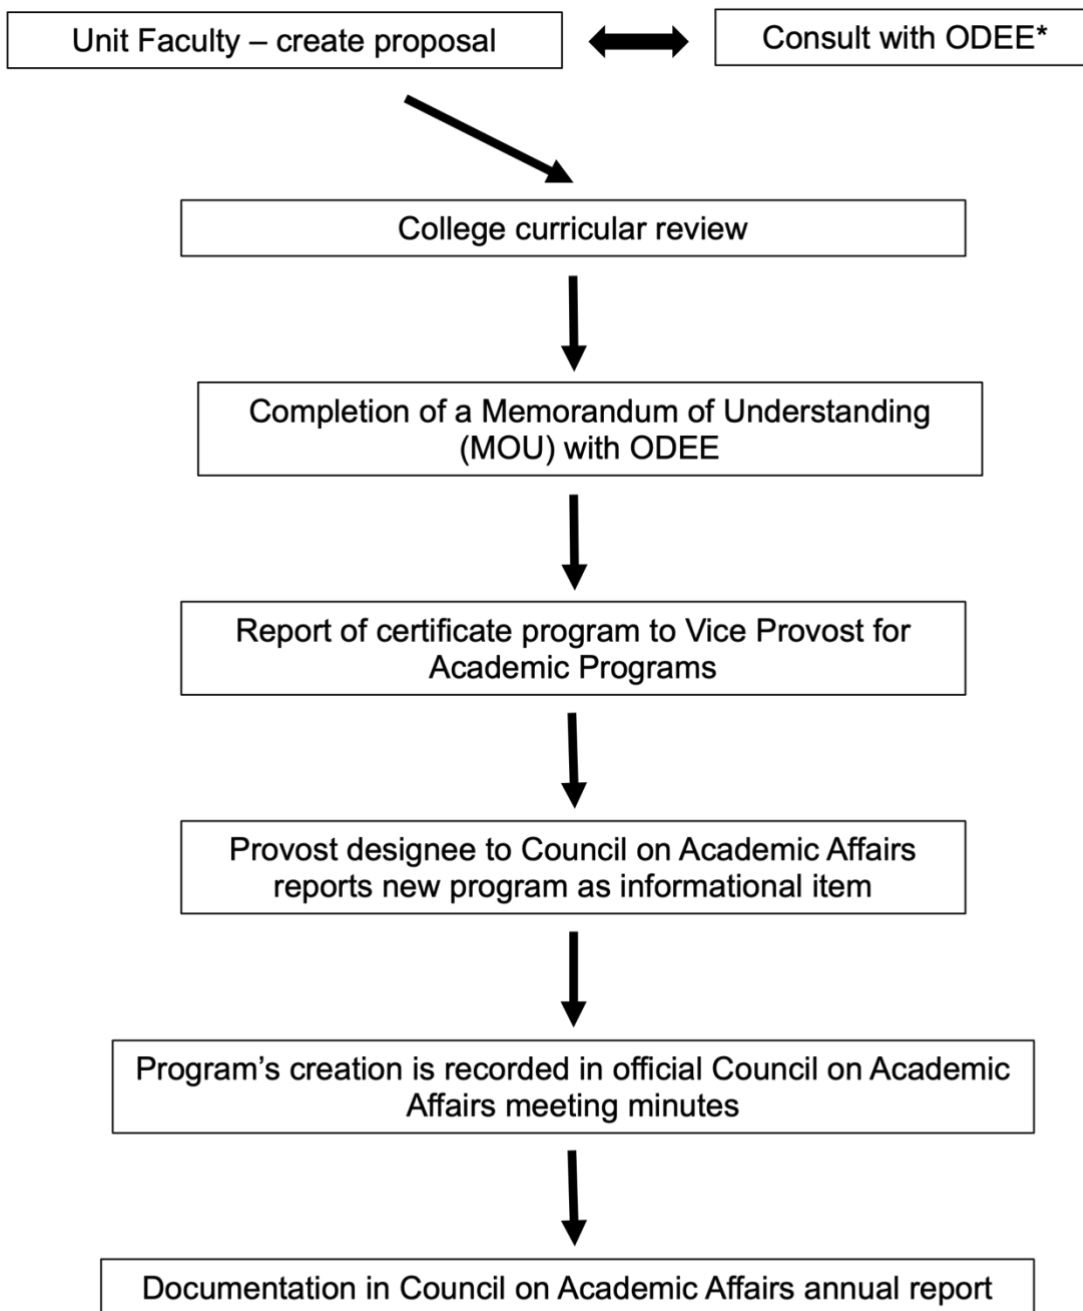 Unit Faculty – create proposal
Consult with ODEE*
College curricular review
Completion of a Memorandum of Understanding
(MOU) with ODEE
Report of certificate program to Vice Provost for
Academic Programs
Provost designee to Council on Academic Affairs
reports new program as informational item
Program’s creation is recorded in official Council on Academic
Affairs meeting minutes
Documentation in Council on Academic Affairs annual report